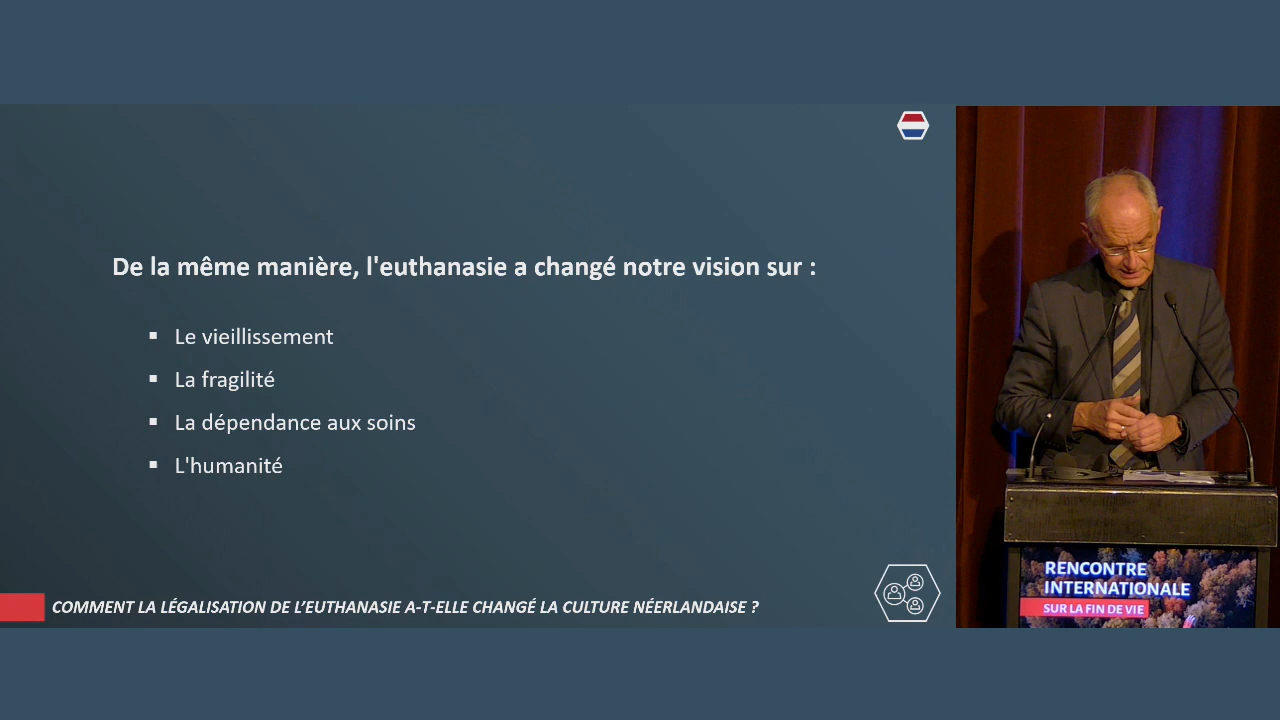 De la même manière, l'euthanasie a changé notre vision sur :
▪ Le vieillissement
▪ La fragilité
▪ La dépendance aux soins
▪ L'humanité
COMMENT LA LÉGALISATION DE L’EUTHANASIE A-T-ELLE CHANGÉ LA CULTURE NÉERLANDAISE ?
RENCONTRE
INTERNATIONALE
SUR LA FIN DE VIE